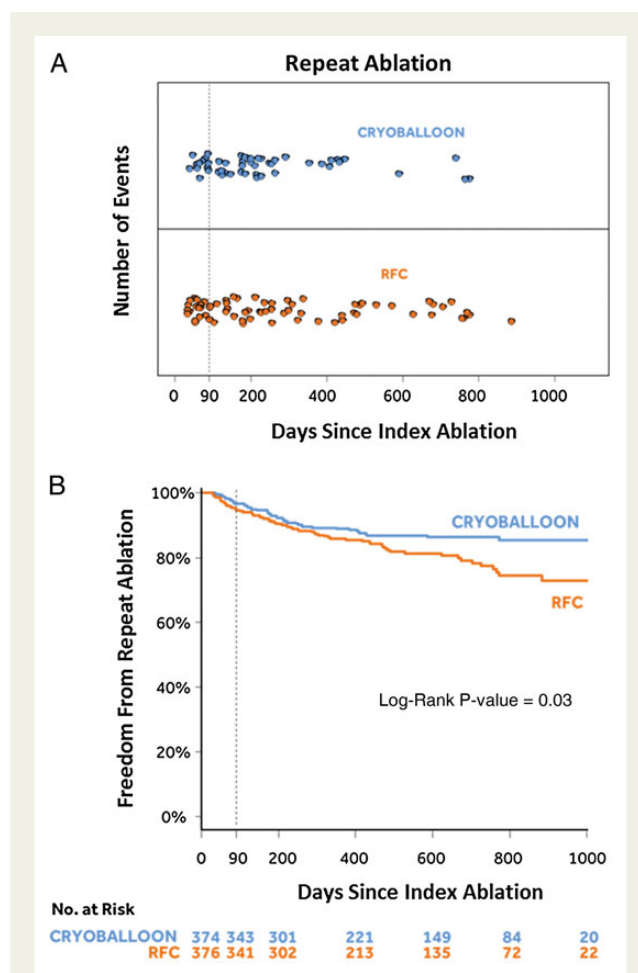 A
Repeat Ablation
Number of Events
CRYOBALLOON
RFC
0 90 200 400 600 800 1000
Days Since Index Ablation
B
Freedom From Repeat Ablation
100%
80%
60%
40%
20%
0%
CRYOBALLOON
RFC
Log-Rank P-value = 0.03
0 90 200 400 600 800 1000
Days Since Index Ablation
No. at Risk
CRYOBALLOON 374 343 301 221 149 84 20
RFC 376 341 302 213 135 72 22